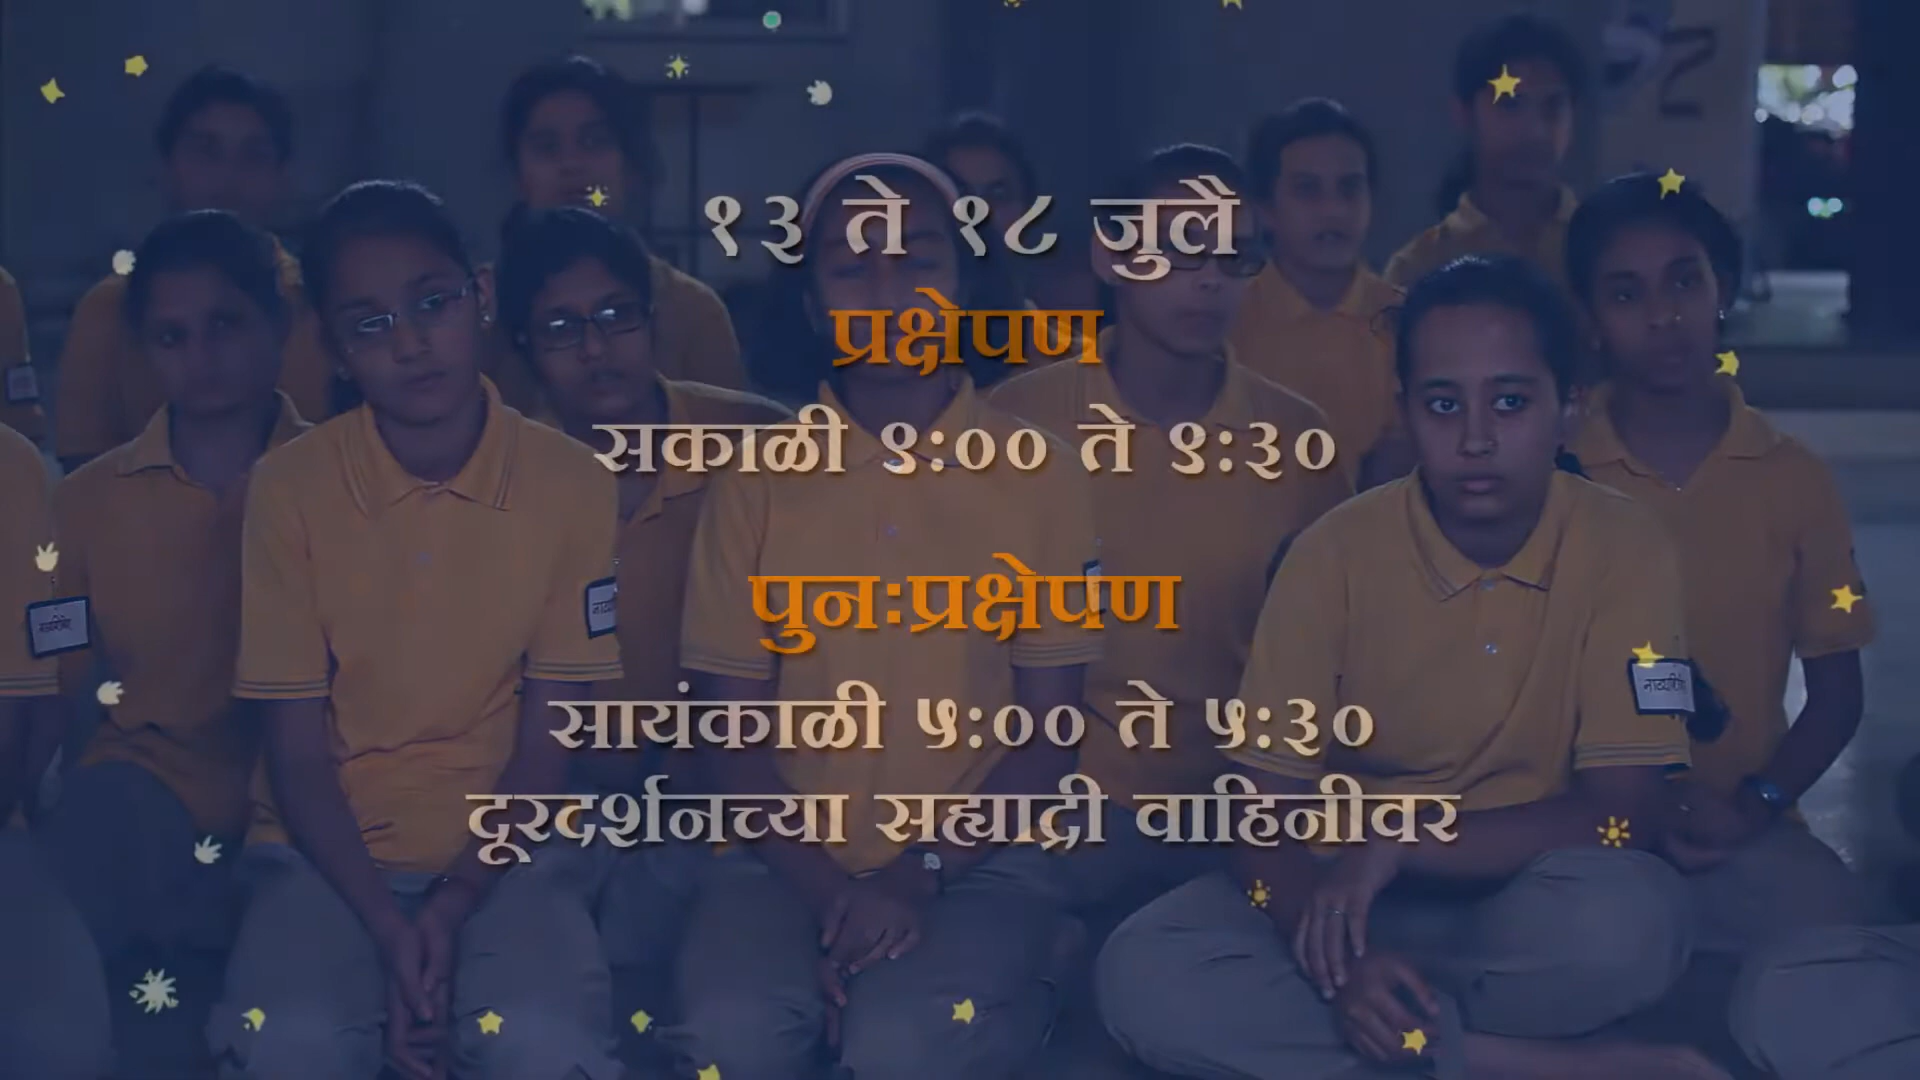 १३ ते १८ जुलै
प्रक्षेपण
सकाळी ९:०० ते ९:३०
पुनःप्रक्षेपण
सायंकाळी ५:०० ते ५:३०
दूरदर्शनच्या सह्याद्री वाहिनीवर